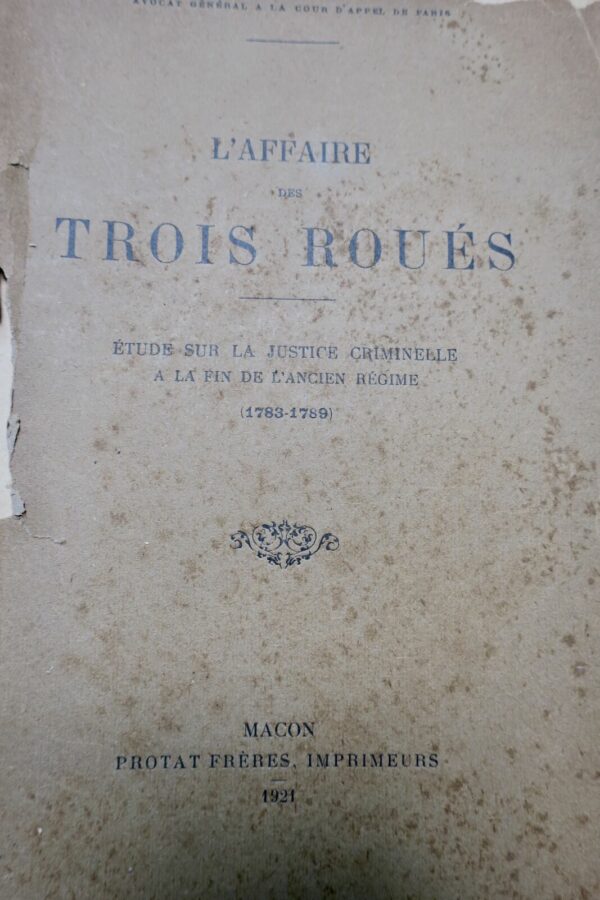 AVOCAT GÉNÉRAL A LA COUR D'APPEL DE PARIS
L'AFFAIRE
DES
TROIS ROUÉS
ÉTUDE SUR LA JUSTICE CRIMINELLE
A LA FIN DE L'ANCIEN RÉGIME
(1783-1789)
MACON
PROTAT FRÈRES, IMPRIMEURS
1921